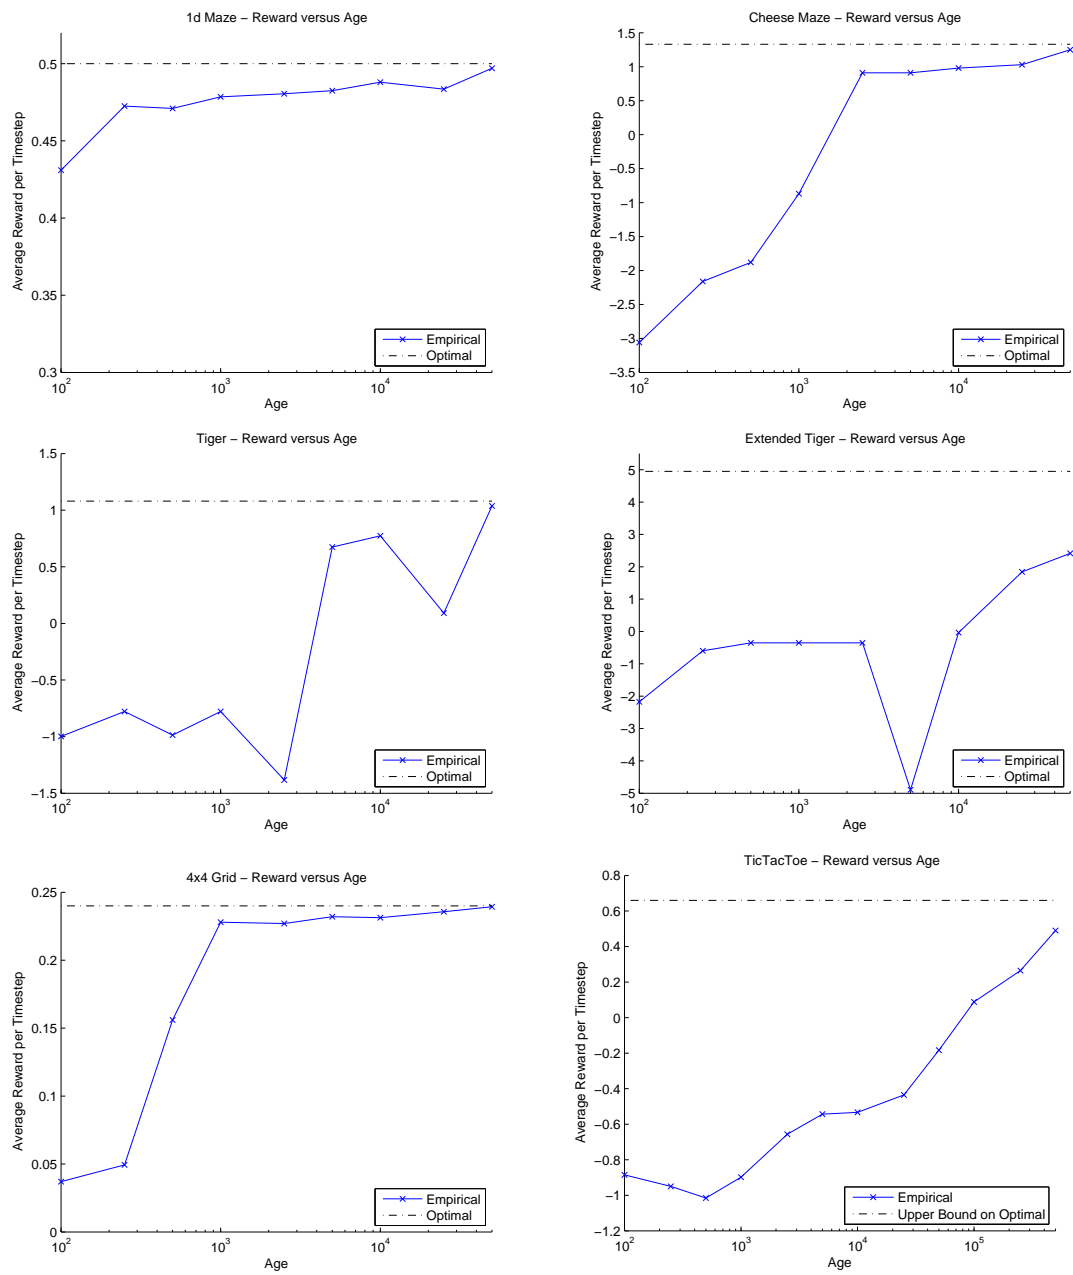 1d Maze − Reward versus Age
Average Reward per Timestep
0.5
0.45
0.4
0.35
0.3
10^2
10^3
10^4
Age
Empirical
Optimal
Cheese Maze − Reward versus Age
Average Reward per Timestep
1.5
1
0.5
0
−0.5
−1
−1.5
−2
−2.5
−3
−3.5
10^2
10^3
10^4
Age
Empirical
Optimal
Tiger − Reward versus Age
Average Reward per Timestep
1.5
1
0.5
0
−0.5
−1
−1.5
10^2
10^3
10^4
Age
Empirical
Optimal
Extended Tiger − Reward versus Age
Average Reward per Timestep
5
4
3
2
1
0
−1
−2
−3
−4
−5
10^2
10^3
10^4
Age
Empirical
Optimal
4x4 Grid − Reward versus Age
Average Reward per Timestep
0.25
0.2
0.15
0.1
0.05
0
10^2
10^3
10^4
Age
Empirical
Optimal
TicTacToe − Reward versus Age
Average Reward per Timestep
0.8
0.6
0.4
0.2
0
−0.2
−0.4
−0.6
−0.8
−1
−1.2
10^2
10^3
10^4
10^5
Age
Empirical
Upper Bound on Optimal